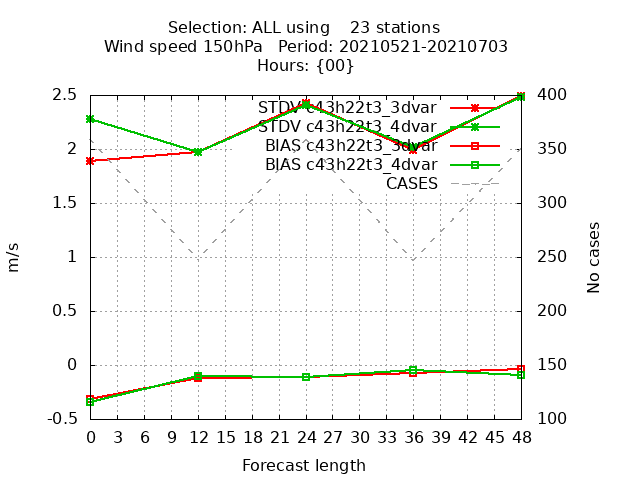 Selection: ALL using    23 stations
Wind speed 150hPa   Period: 20210521-20210703
Hours: {00}
STDV c43h22t3_3dvar
STDV c43h22t3_4dvar
BIAS c43h22t3_3dvar
BIAS c43h22t3_4dvar
CASES
2.5
2
1.5
1
0.5
0
-0.5
m/s
400
350
300
250
200
150
100
No cases
0 3 6 9 12 15 18 21 24 27 30 33 36 39 42 45 48
Forecast length